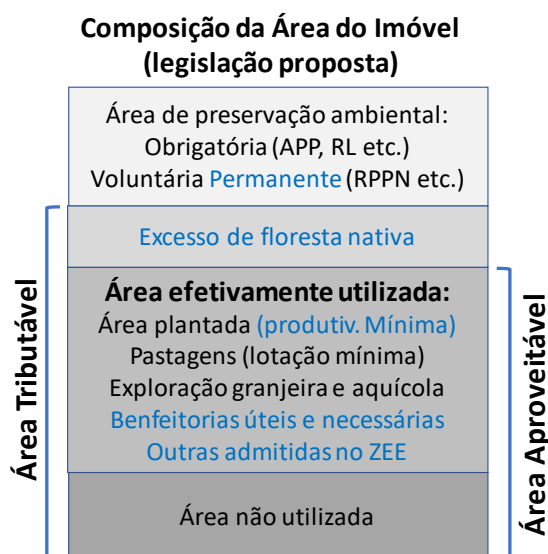 Composição da Área do Imóvel
(legislação proposta)
Área de preservação ambiental:
Obrigatória (APP, RL etc.)
Voluntária Permanente (RPPN etc.)
Excesso de floresta nativa
Área efetivamente utilizada:
Área plantada (produtiv. Mínima)
Pastagens (lotação mínima)
Exploração granjeira e aquícola
Benfeitorias úteis e necessárias
Outras admitidas no ZEE
Área não utilizada
Área Tributável
Área Aproveitável